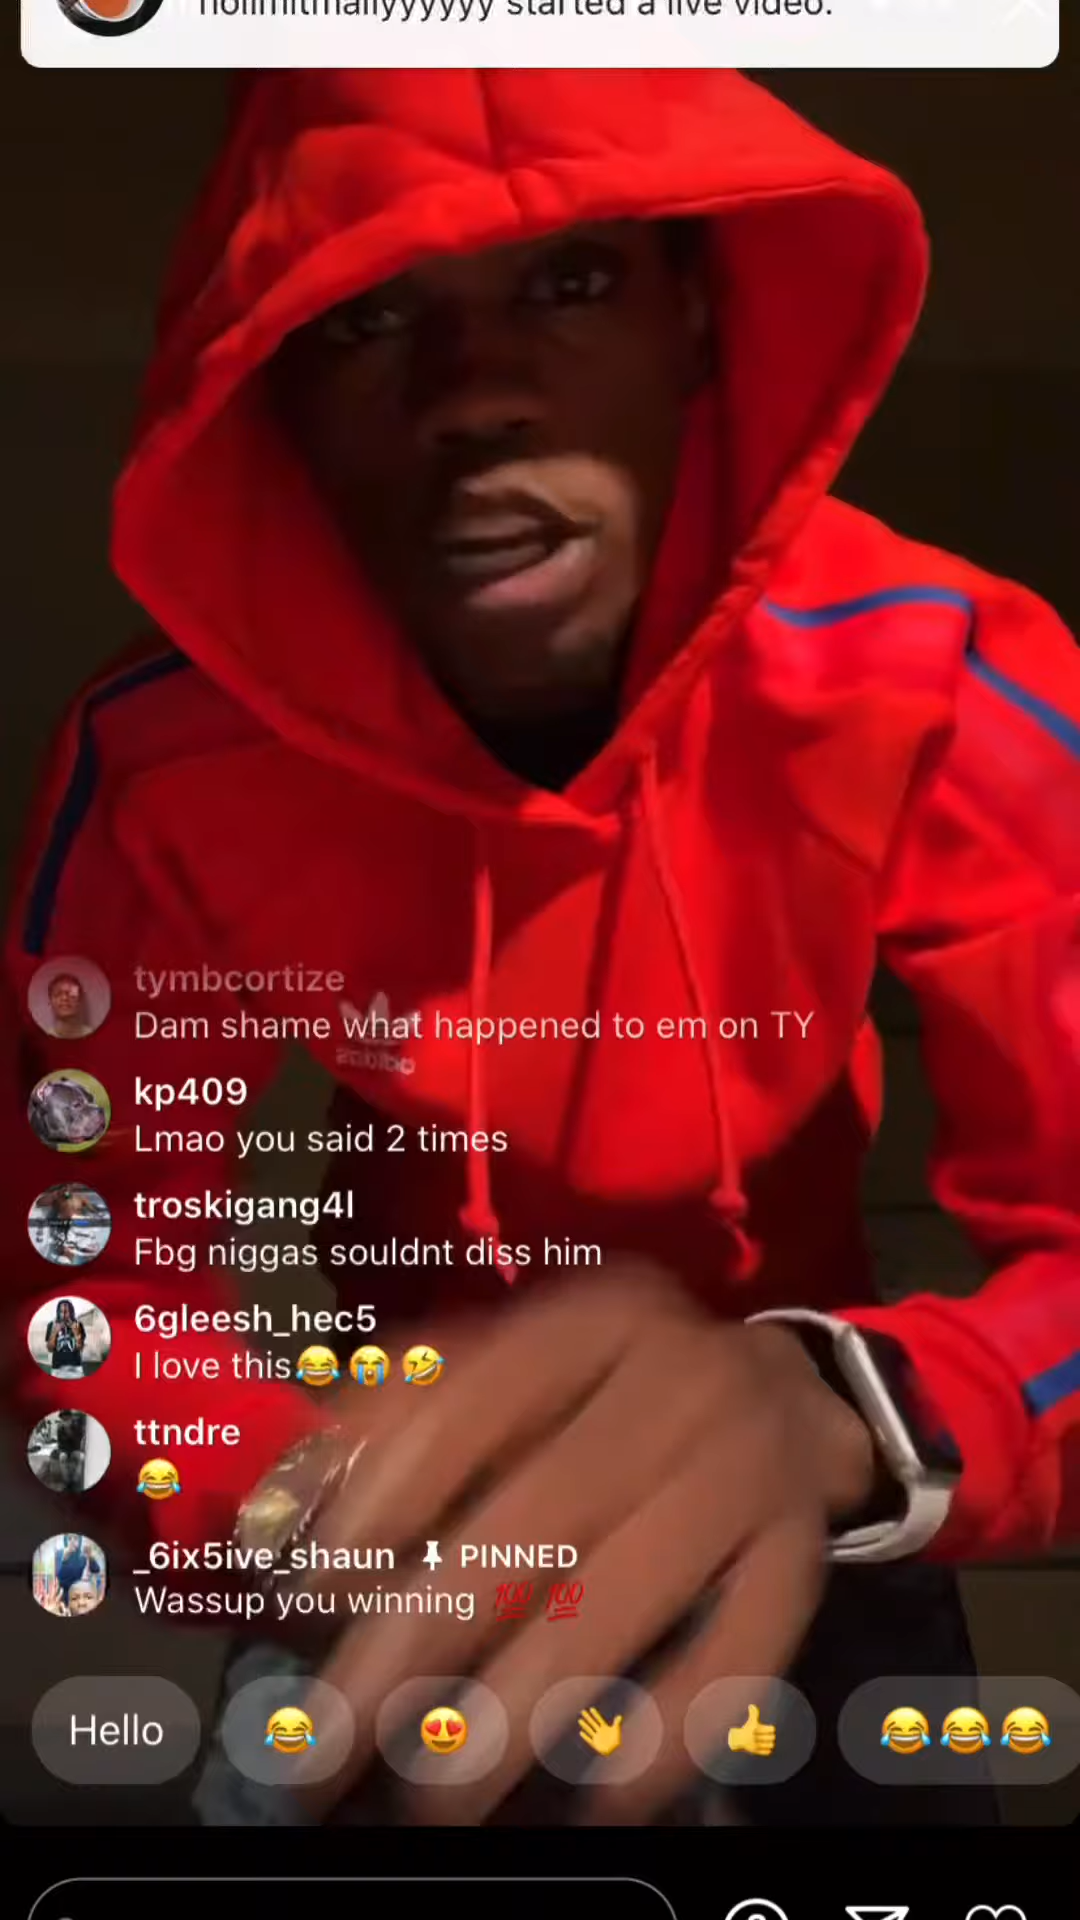 started a live video.
tymbcortize
Dam shame what happened to em on TY
kp409
Lmao you said 2 times
troskigang4l
Fbg niggas souldnt diss him
6gleesh_hec5
I love this😂😭🤣
ttndre
😂
_6ix5ive_shaun PINNED
Wassup you winning 💯💯
Hello 😂 😍 👋 👍 😂😂😂
adidas